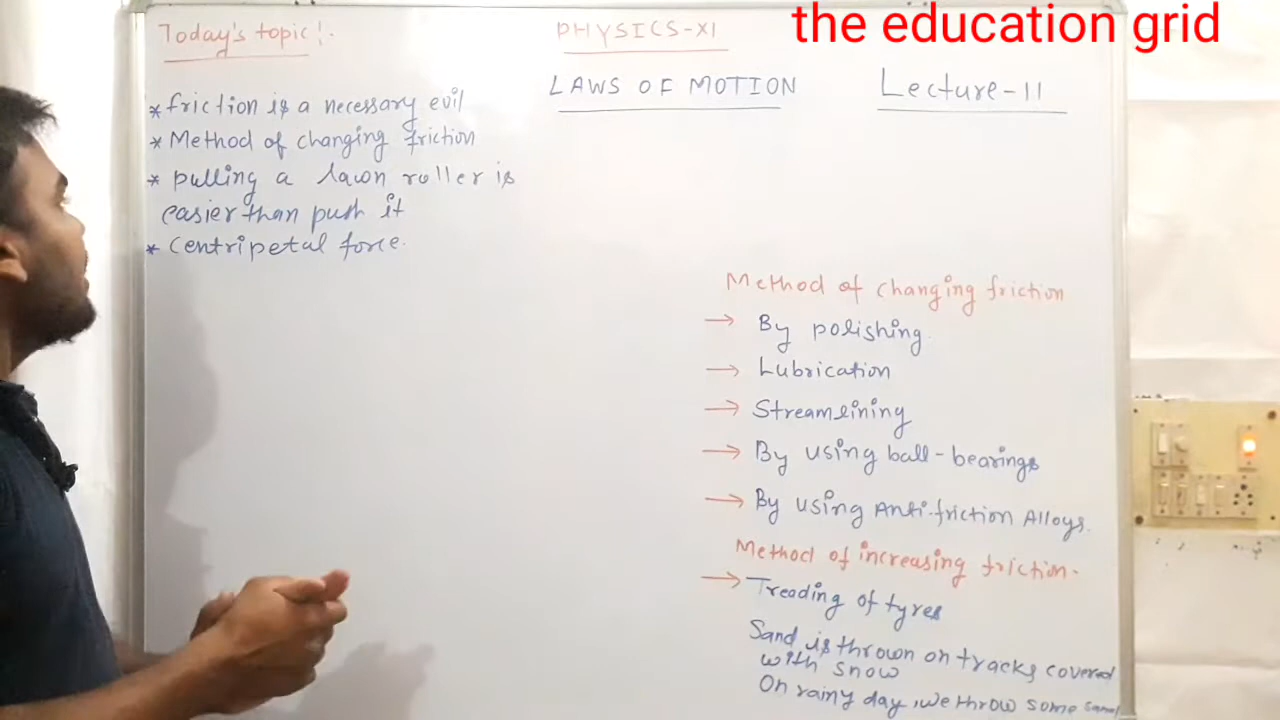 the education grid
Today's topic!.
PHYSICS-XI
LAWS OF MOTION
Lecture-11
* friction is a necessary evil
* Method of changing friction
* pulling a lawn roller is
easier than push it
* centripetal force.
Method of changing friction
→ By polishing.
→ Lubrication
→ Streamlining
→ By using ball-bearings
→ By using Anti-friction Alloys.
Method of increasing friction.
→ Treading of tyres
Sand is thrown on tracks covered
with snow
On rainy day, we throw some sand